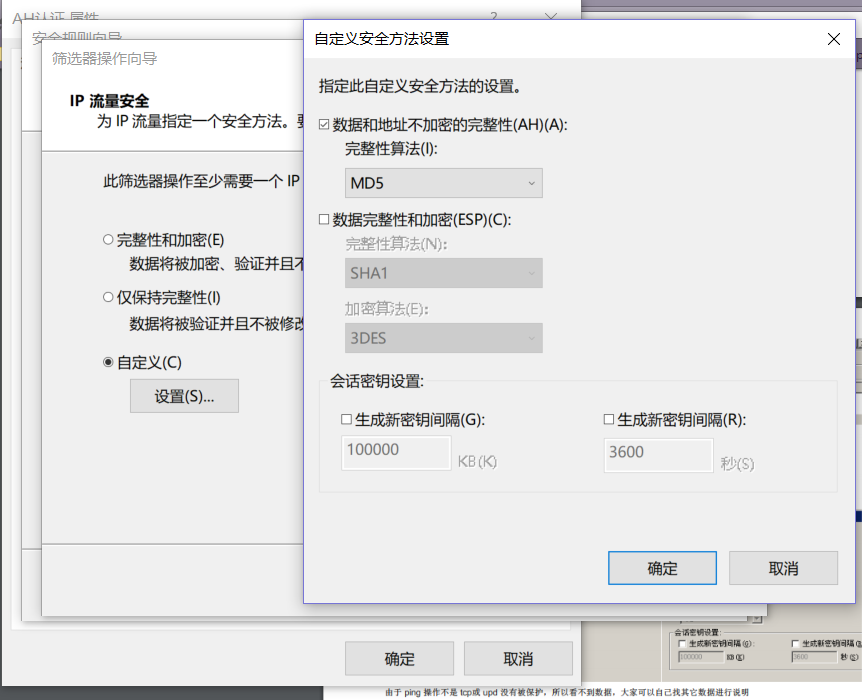 AH认证 属性
?
安全规则向导
筛选器操作向导
IP 流量安全
为 IP 流量指定一个安全方法。
此筛选器操作至少需要一个 IP
完整性和加密(E)
数据将被加密、验证并且不
仅保持完整性(I)
数据将被验证并且不被修改
自定义(C)
设置(S)...
自定义安全方法设置
指定此自定义安全方法的设置。
数据和地址不加密的完整性(AH)(A):
完整性算法(I):
MD5
数据完整性和加密(ESP)(C):
完整性算法(N):
SHA1
加密算法(E):
3DES
会话密钥设置:
生成新密钥间隔(G):
生成新密钥间隔(R):
100000
KB(K)
3600
秒(S)
确定
取消
确定
取消
会话密钥设置:
生成新密钥间隔(G):
生成新密钥间隔(R
100000
KB(K)
3600
秒(S)
由于 ping 操作不是 tcp或 upd 没有被保护，所以看不到数据，大家可以自己找其它数据进行说明